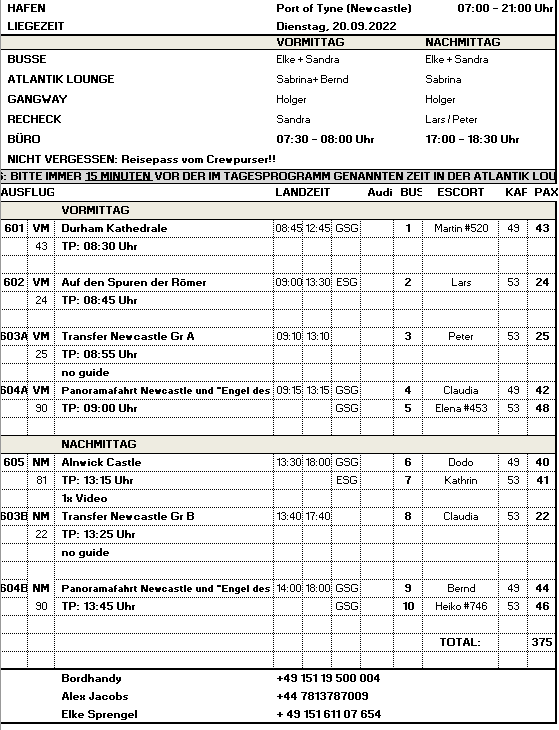 HAFEN Port of Tyne (Newcastle) 07:00 - 21:00 Uhr
LIEGEZEIT Dienstag, 20.09.2022
VORMITTAG NACHMITTAG
BUSSE Elke + Sandra Elke + Sandra
ATLANTIK LOUNGE Sabrina+ Bernd Sabrina
GANGWAY Holger Holger
RECHECK Sandra Lars / Peter
BÜRO 07:30 - 08:00 Uhr 17:00 - 18:30 Uhr
NICHT VERGESSEN: Reisepass vom Crewpurser!!
: BITTE IMMER 15 MINUTEN VOR DER IM TAGESPROGRAMM GENANNTEN ZEIT IN DER ATLANTIK LOU
AUSFLUG LANDZEIT Audi BUS ESCORT KAF PAX
VORMITTAG
601 VM Durham Kathedrale 08:45 12:45 GSG 1 Martin #520 49 43
43 TP: 08:30 Uhr
602 VM Auf den Spuren der Römer 09:00 13:30 ESG 2 Lars 53 24
24 TP: 08:45 Uhr
603A VM Transfer Newcastle Gr A 09:10 13:10 3 Peter 53 25
25 TP: 08:55 Uhr
no guide
604A VM Panoramafahrt Newcastle und "Engel des 09:15 13:15 GSG 4 Claudia 49 42
90 TP: 09:00 Uhr GSG 5 Elena #453 53 48
NACHMITTAG
605 NM Alnwick Castle 13:30 18:00 GSG 6 Dodo 49 40
81 TP: 13:15 Uhr ESG 7 Kathrin 53 41
1x Video
603B NM Transfer Newcastle Gr B 13:40 17:40 8 Claudia 53 22
22 TP: 13:25 Uhr
no guide
604B NM Panoramafahrt Newcastle und "Engel des 14:00 18:00 GSG 9 Bernd 49 44
90 TP: 13:45 Uhr GSG 10 Heiko #746 53 46
TOTAL: 375
Bordhandy +49 151 19 500 004
Alex Jacobs +44 7813787009
Elke Sprengel + 49 151 611 07 654